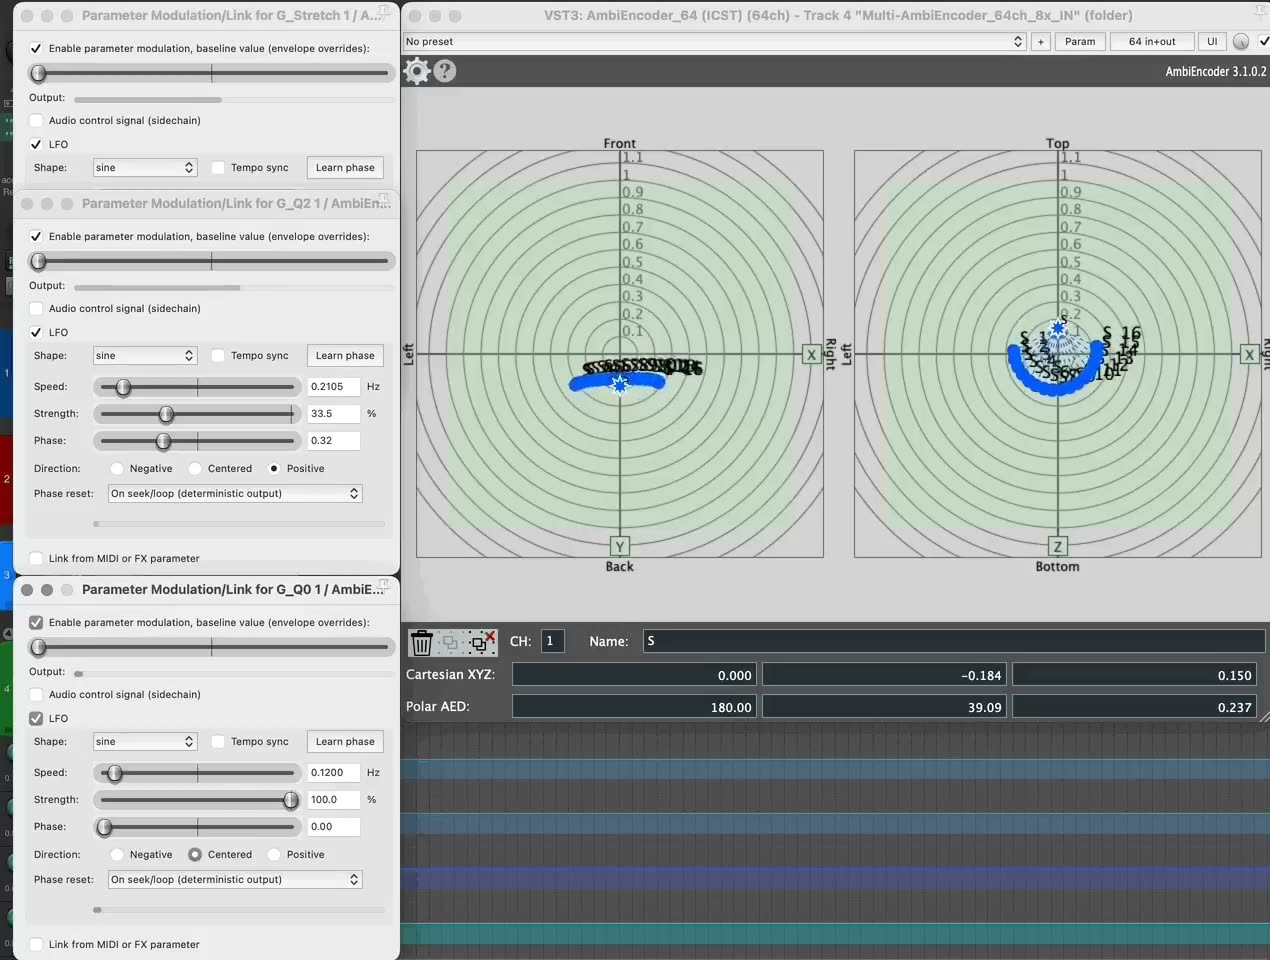 Parameter Modulation/Link for G_Stretch 1 / A...
Enable parameter modulation, baseline value (envelope overrides):
Output:
Audio control signal (sidechain)
LFO
Shape: sine Tempo sync Learn phase
Parameter Modulation/Link for G_Q2 1 / AmbiEn...
Enable parameter modulation, baseline value (envelope overrides):
Output:
Audio control signal (sidechain)
LFO
Shape: sine Tempo sync Learn phase
Speed: 0.2105 Hz
Strength: 33.5 %
Phase: 0.32
Direction: Negative Centered Positive
Phase reset: On seek/loop (deterministic output)
Link from MIDI or FX parameter
Parameter Modulation/Link for G_Q0 1 / AmbiE...
Enable parameter modulation, baseline value (envelope overrides):
Output:
Audio control signal (sidechain)
LFO
Shape: sine Tempo sync Learn phase
Speed: 0.1200 Hz
Strength: 100.0 %
Phase: 0.00
Direction: Negative Centered Positive
Phase reset: On seek/loop (deterministic output)
Link from MIDI or FX parameter
1
2
3
4
VST3: AmbiEncoder_64 (ICST) (64ch) - Track 4 "Multi-AmbiEncoder_64ch_8x_IN" (folder)
No preset + Param 64 in+out UI
? AmbiEncoder 3.1.0.2
Front
1.1
1
0.9
0.8
0.7
0.6
0.5
0.4
0.3
0.2
0.1
Left
X
Right
Y
Back
Top
1.1
1
0.9
0.8
0.7
0.6
0.5
0.4
0.3
0.2
S
S 16
Left
X
Z
Bottom
CH: 1 Name: S
Cartesian XYZ: 0.000 -0.184 0.150
Polar AED: 180.00 39.09 0.237